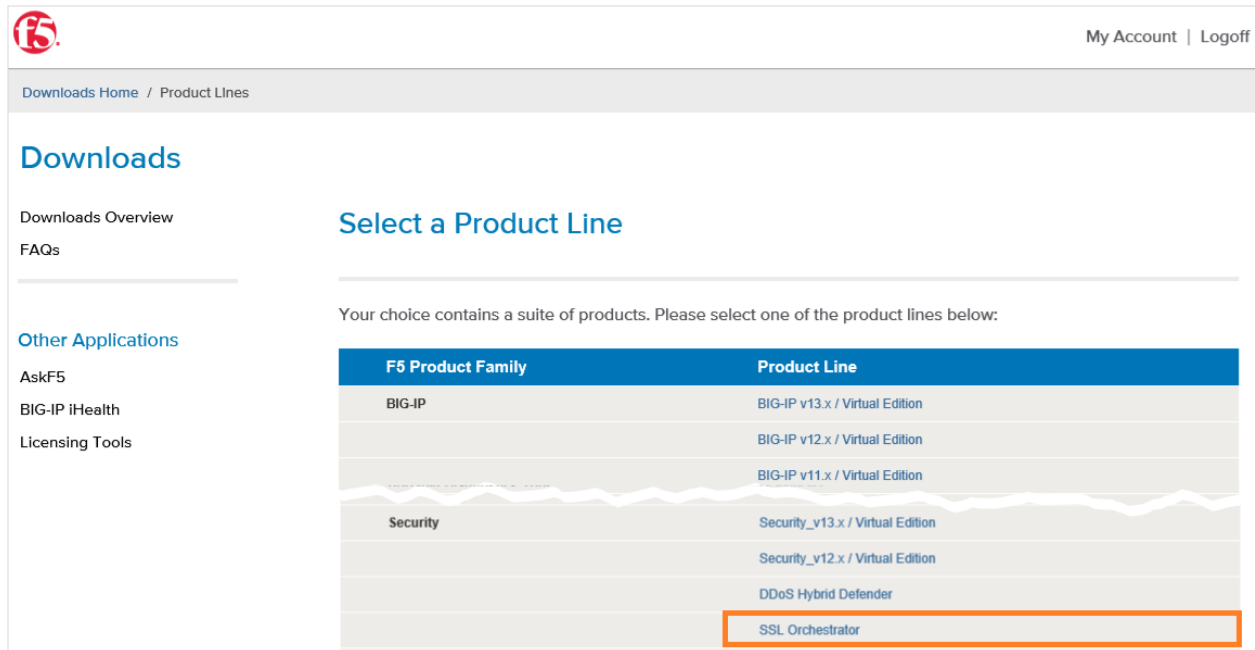 f5.
My Account | Logoff
Downloads Home / Product Lines
Downloads
Downloads Overview
FAQs
Other Applications
AskF5
BIG-IP iHealth
Licensing Tools
Select a Product Line
Your choice contains a suite of products. Please select one of the product lines below:
F5 Product Family Product Line
BIG-IP BIG-IP v13.x / Virtual Edition
BIG-IP v12.x / Virtual Edition
BIG-IP v11.x / Virtual Edition
Security Security_v13.x / Virtual Edition
Security_v12.x / Virtual Edition
DDoS Hybrid Defender
SSL Orchestrator